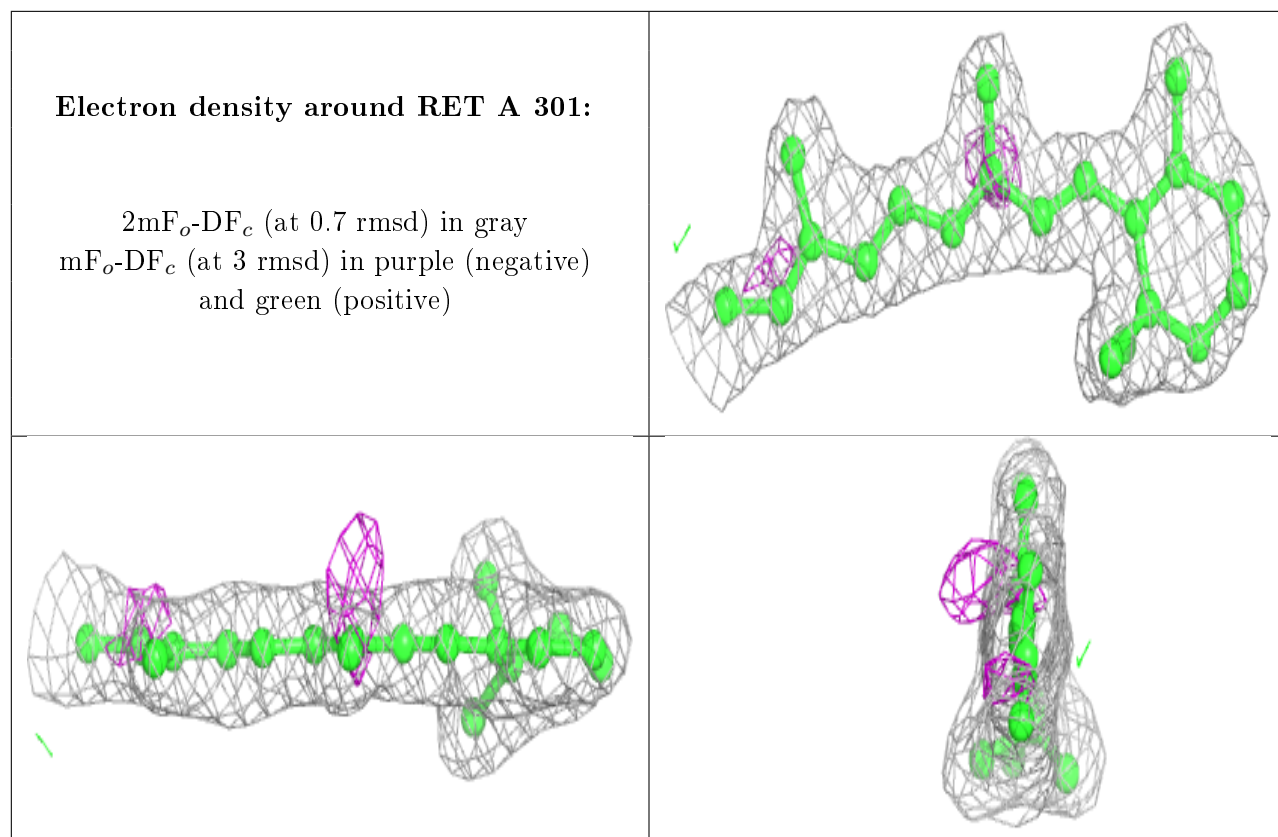 Electron density around RET A 301:
2mFₒ-DF𝒸 (at 0.7 rmsd) in gray
mFₒ-DF𝒸 (at 3 rmsd) in purple (negative)
and green (positive)